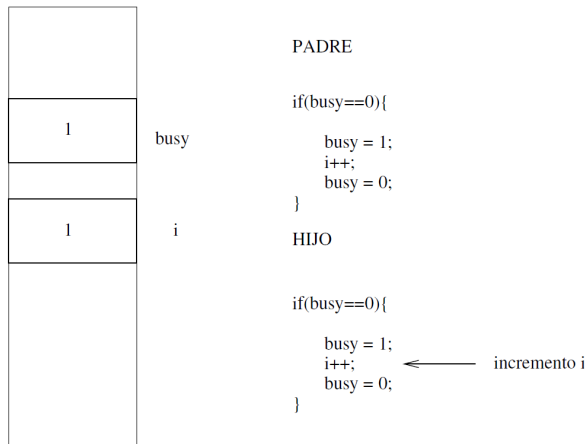 PADRE
if(busy==0){
1
busy
busy = 1;
i++;
busy = 0;
}
1
i
HIJO
if(busy==0){
busy = 1;
i++;
incremento i
busy = 0;
}